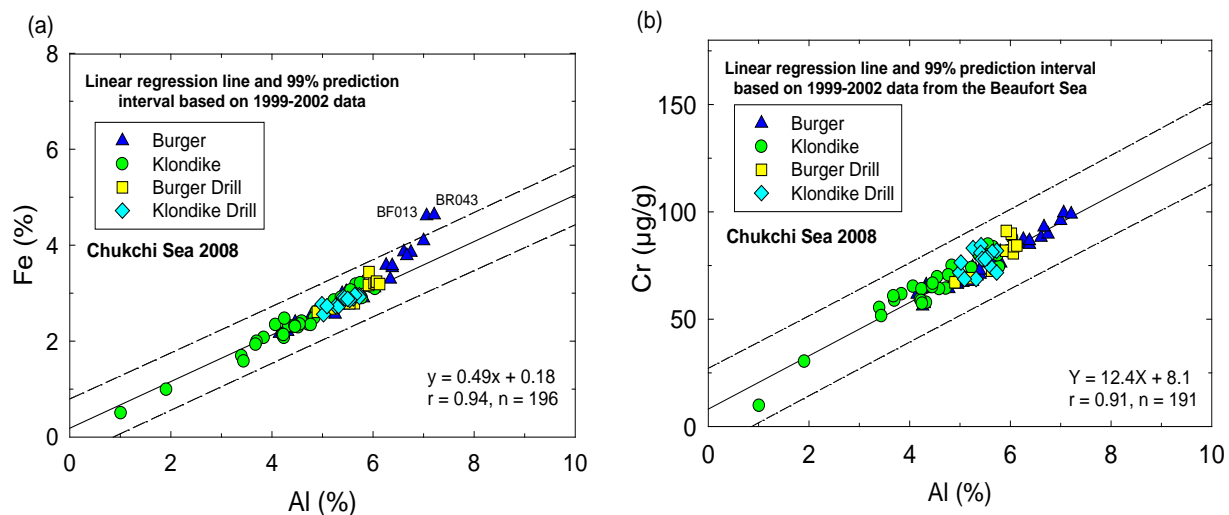 (a)
8
6
4
2
0
Fe (%)
Linear regression line and 99% prediction
interval based on 1999-2002 data
Burger
Klondike
Burger Drill
Klondike Drill
Chukchi Sea 2008
BF013
BR043
y = 0.49x + 0.18
r = 0.94, n = 196
0 2 4 6 8 10
Al (%)
(b)
150
100
50
0
Cr (µg/g)
Linear regression line and 99% prediction interval
based on 1999-2002 data from the Beaufort Sea
Burger
Klondike
Burger Drill
Klondike Drill
Chukchi Sea 2008
Y = 12.4X + 8.1
r = 0.91, n = 191
0 2 4 6 8 10
Al (%)